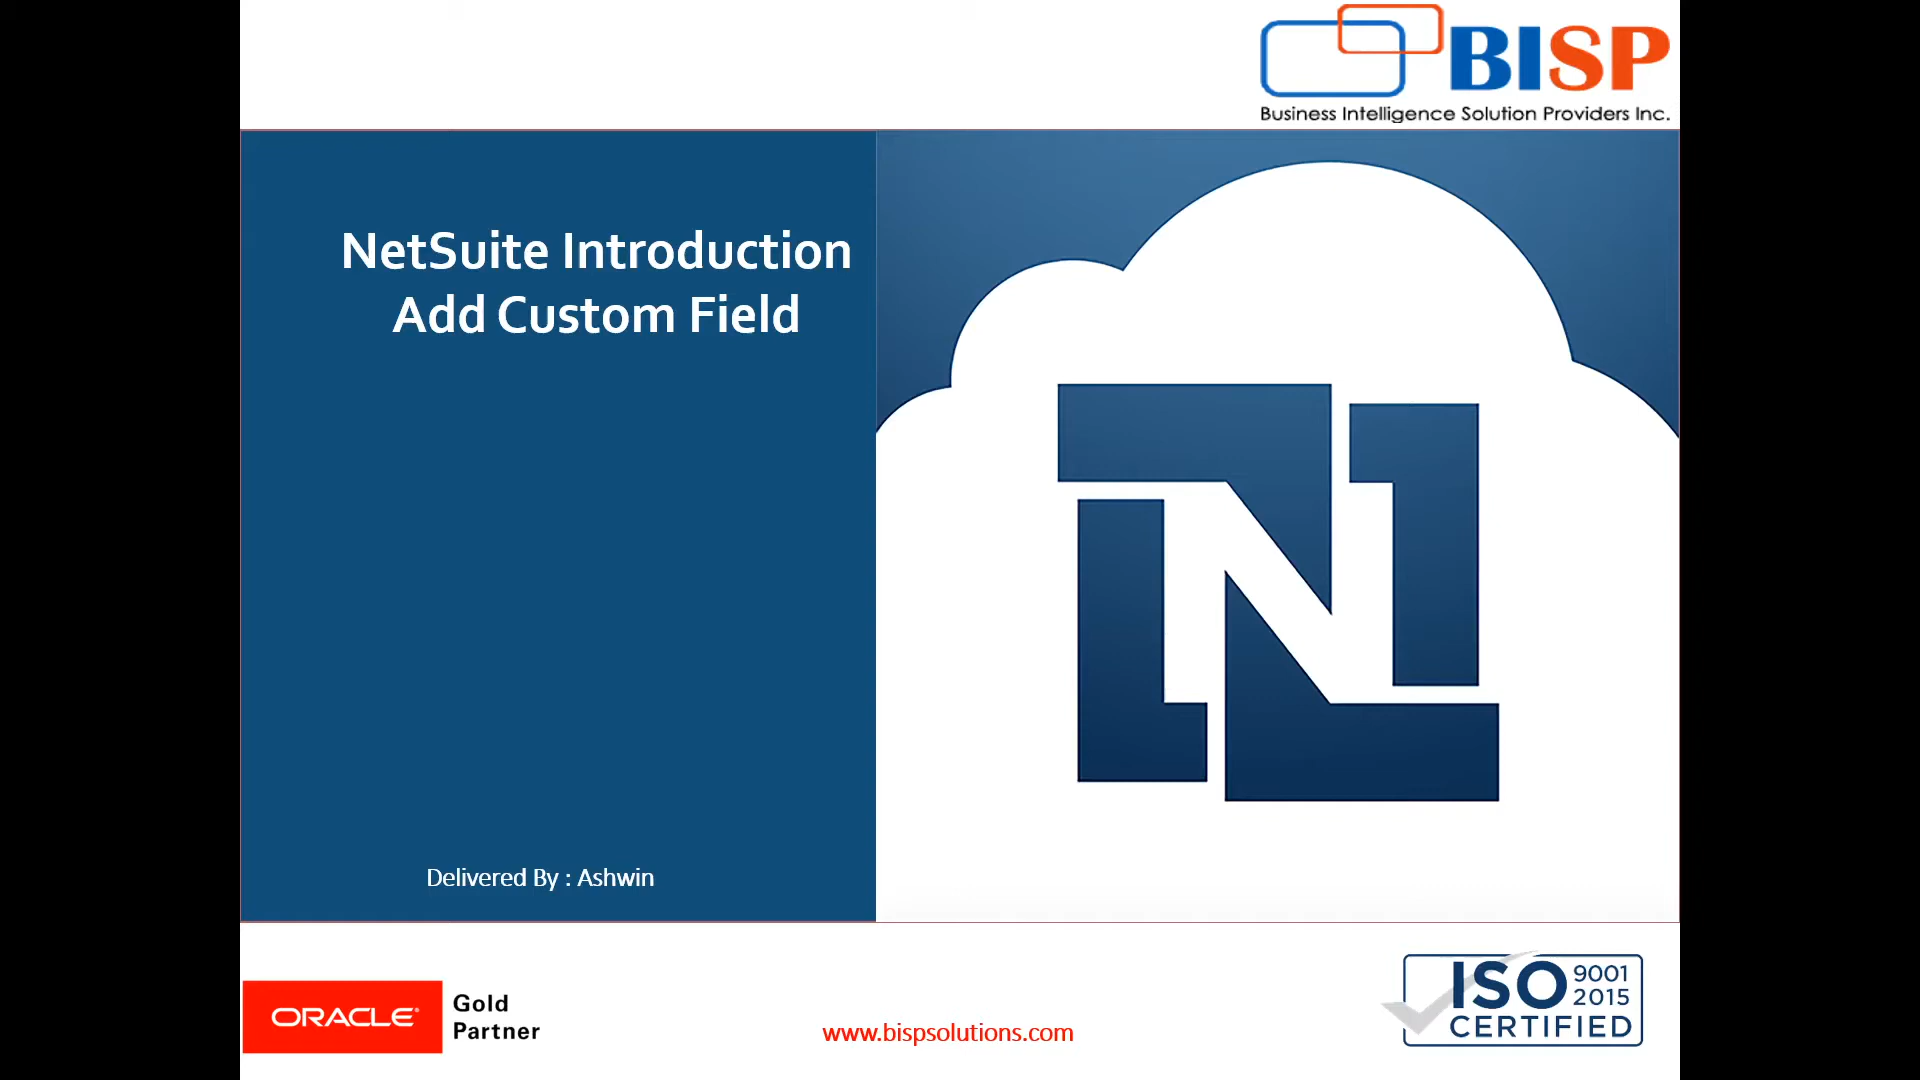 BISP
Business Intelligence Solution Providers Inc.
NetSuite Introduction
Add Custom Field
N
Delivered By : Ashwin
ORACLE®
Gold
Partner
www.bispsolutions.com
ISO 9001
2015
CERTIFIED